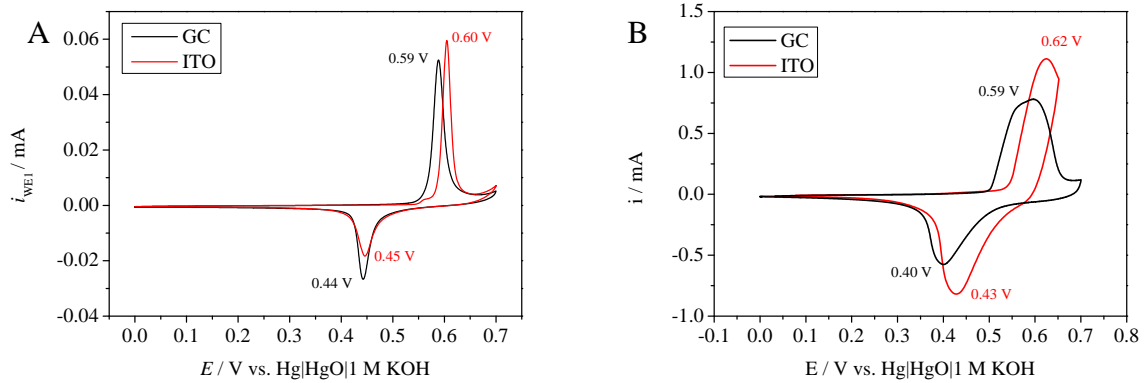 A
GC
ITO
0.60 V
0.59 V
0.45 V
0.44 V
0.06
0.04
0.02
0.00
-0.02
-0.04
i_WE1 / mA
0.0 0.1 0.2 0.3 0.4 0.5 0.6 0.7
E / V vs. Hg|HgO|1 M KOH
B
GC
ITO
0.62 V
0.59 V
0.40 V
0.43 V
1.5
1.0
0.5
0.0
-0.5
-1.0
i / mA
-0.1 0.0 0.1 0.2 0.3 0.4 0.5 0.6 0.7 0.8
E / V vs. Hg|HgO|1 M KOH